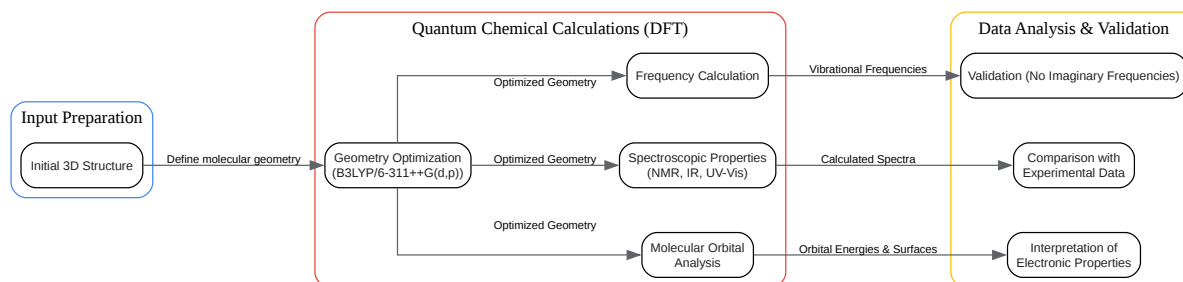 Quantum Chemical Calculations (DFT)
Data Analysis & Validation
Optimized Geometry
Frequency Calculation
Vibrational Frequencies
Validation (No Imaginary Frequencies)
Input Preparation
Initial 3D Structure
Define molecular geometry
Geometry Optimization
(B3LYP/6-311++G(d,p))
Optimized Geometry
Spectroscopic Properties
(NMR, IR, UV-Vis)
Calculated Spectra
Comparison with
Experimental Data
Optimized Geometry
Molecular Orbital
Analysis
Orbital Energies & Surfaces
Interpretation of
Electronic Properties